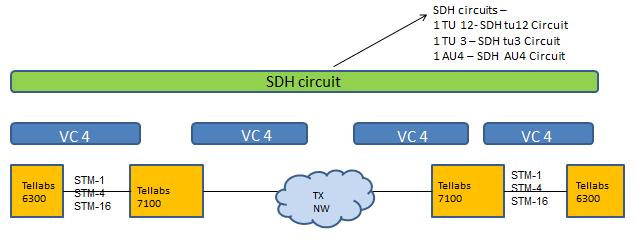 SDH circuits –
1 TU 12- SDH tu12 Circuit
1 TU 3 – SDH tu3 Circuit
1 AU4 – SDH AU4 Circuit
SDH circuit
VC 4
VC 4
VC 4
VC 4
Tellabs
6300
STM-1
STM-4
STM-16
Tellabs
7100
TX
NW
Tellabs
7100
STM-1
STM-4
STM-16
Tellabs
6300